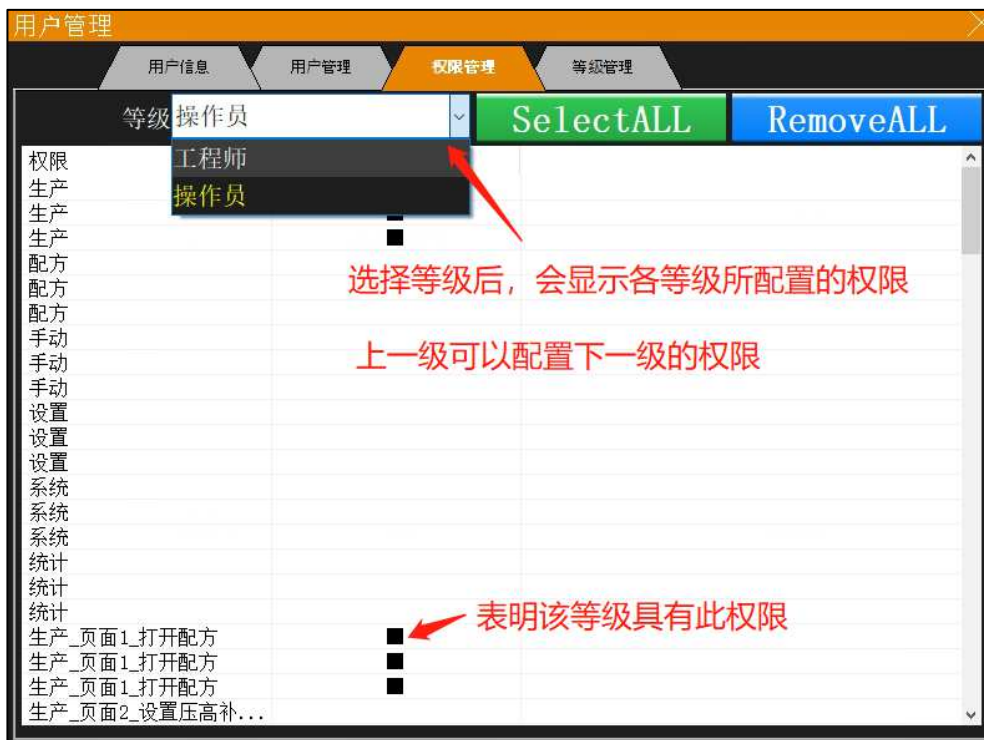 用户管理
用户信息 用户管理 权限管理 等级管理
等级 操作员 SelectALL RemoveALL
权限 工程师
生产 操作员
生产
生产
配方
选择等级后，会显示各等级所配置的权限
配方
配方
手动
上一级可以配置下一级的权限
手动
手动
设置
设置
设置
系统
系统
系统
统计
统计
统计
表明该等级具有此权限
生产_页面1_打开配方
生产_页面1_打开配方
生产_页面1_打开配方
生产_页面2_设置压高补...